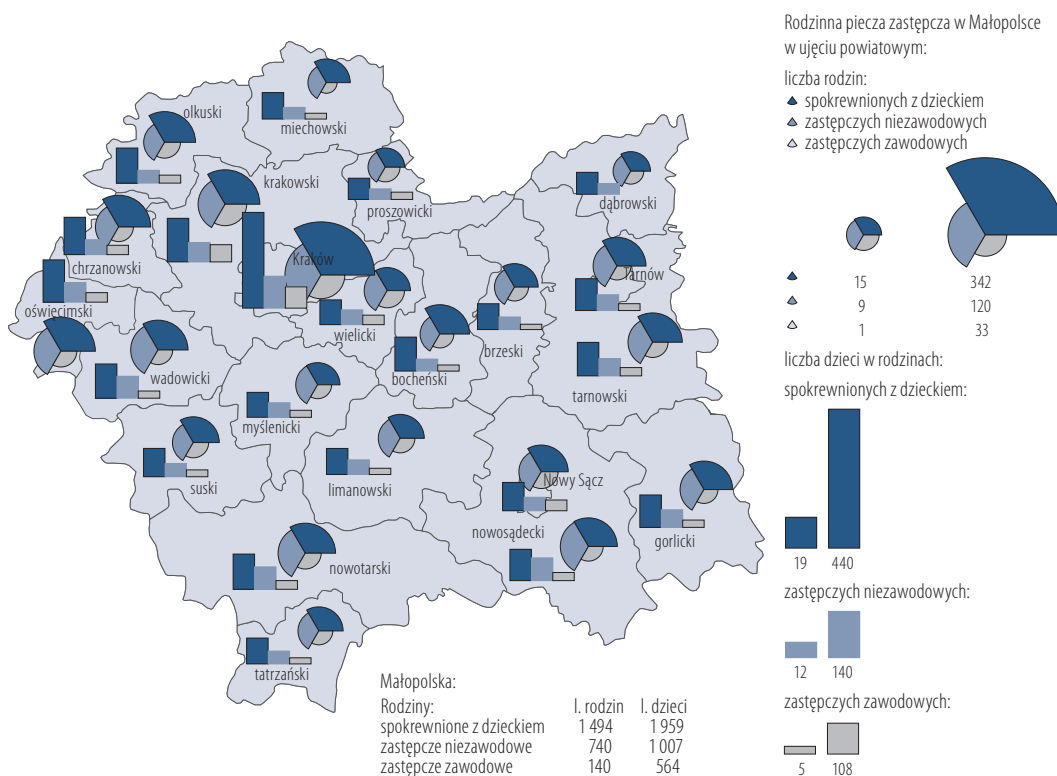 Rodzinna piecza zastępcza w Małopolsce
w ujęciu powiatowym:
liczba rodzin:
spokrewnionych z dzieckiem
zastępczych niezawodowych
zastępczych zawodowych
15 342
9 120
1 33
liczba dzieci w rodzinach:
spokrewnionych z dzieckiem:
19 440
zastępczych niezawodowych:
12 140
zastępczych zawodowych:
5 108
olkuski
miechowski
krakowski
proszowicki
dąbrowski
chrzanowski
Kraków
Tarnów
oświęcimski
wielicki
brzeski
wadowicki
bocheński
tarnowski
myślenicki
suski
limanowski
Nowy Sącz
nowosądecki
gorlicki
nowotarski
tatrzański
Małopolska:
Rodziny: l. rodzin l. dzieci
spokrewnione z dzieckiem 1 494 1 959
zastępcze niezawodowe 740 1 007
zastępcze zawodowe 140 564